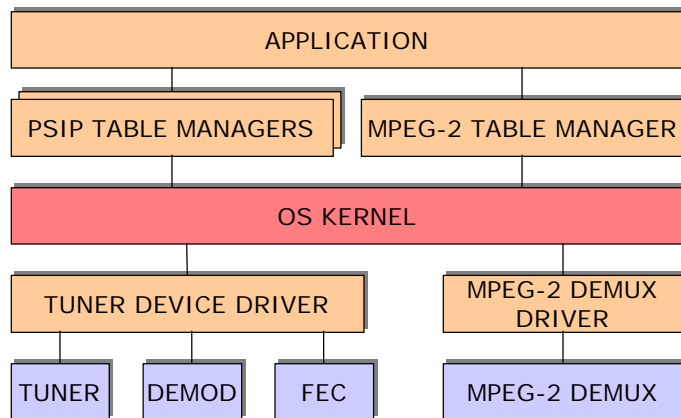 APPLICATION
PSIP TABLE MANAGERS
MPEG-2 TABLE MANAGER
OS KERNEL
TUNER DEVICE DRIVER
MPEG-2 DEMUX
DRIVER
TUNER
DEMOD
FEC
MPEG-2 DEMUX